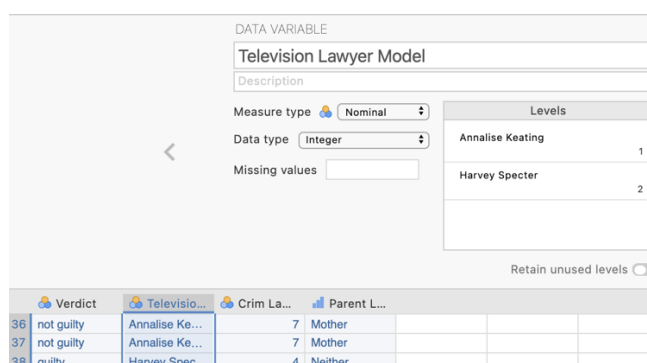 DATA VARIABLE
Television Lawyer Model
Description
Measure type Nominal
Data type Integer
Missing values
Levels
Annalise Keating
1
Harvey Specter
2
Retain unused levels
Verdict Televisio... Crim La... Parent L...
36 not guilty Annalise Ke... 7 Mother
37 not guilty Annalise Ke... 7 Mother
38 guilty Harvey Spec... 4 Neither